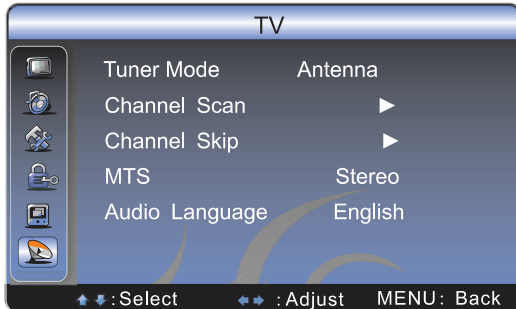 TV
Tuner Mode Antenna
Channel Scan ►
Channel Skip ►
MTS Stereo
Audio Language English
: Select : Adjust MENU: Back